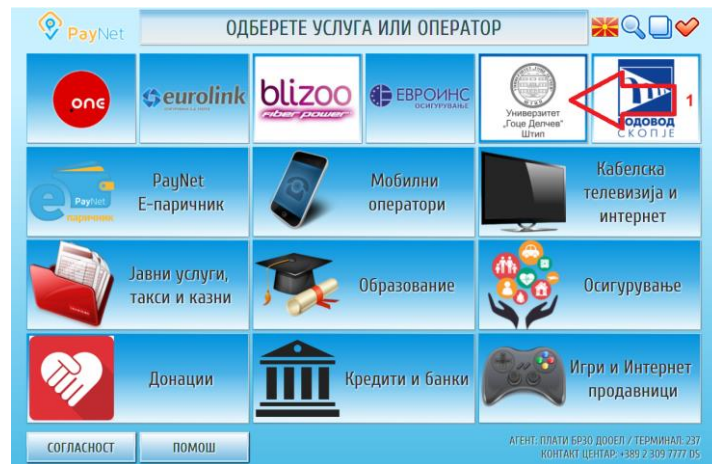 PayNet
ОДБЕРЕТЕ УСЛУГА ИЛИ ОПЕРАТОР
one
eurolink
blizoo
fiber power
ЕВРОИНС
ОСИГУРУВАЊЕ
Универзитет
„Гоце Делчев“
Штип
1
ВОДОВОД
СКОПЈЕ
PayNet
паричник
PayNet
Е-паричник
Мобилни
оператори
Кабелска
телевизија и
интернет
Јавни услуги,
такси и казни
Образование
Осигурување
Донации
Кредити и банки
Игри и Интернет
продавници
СОГЛАСНОСТ
ПОМОШ
АГЕНТ: ПЛАТИ БРЗО ДООЕЛ / ТЕРМИНАЛ: 237
КОНТАКТ ЦЕНТАР: +389 2 309 7777 DS